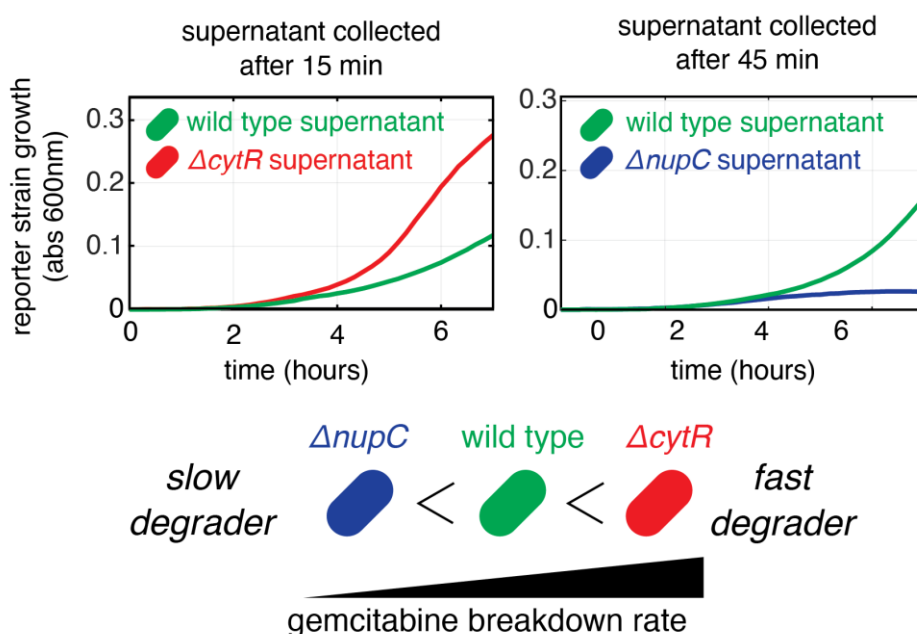 supernatant collected
after 15 min
reporter strain growth
(abs 600nm)
0.3
0.2
0.1
0
wild type supernatant
ΔcytR supernatant
0 2 4 6
time (hours)
supernatant collected
after 45 min
0.3
0.2
0.1
0
wild type supernatant
ΔnupC supernatant
0 2 4 6
time (hours)
ΔnupC wild type ΔcytR
slow
degrader
< <
fast
degrader
gemcitabine breakdown rate